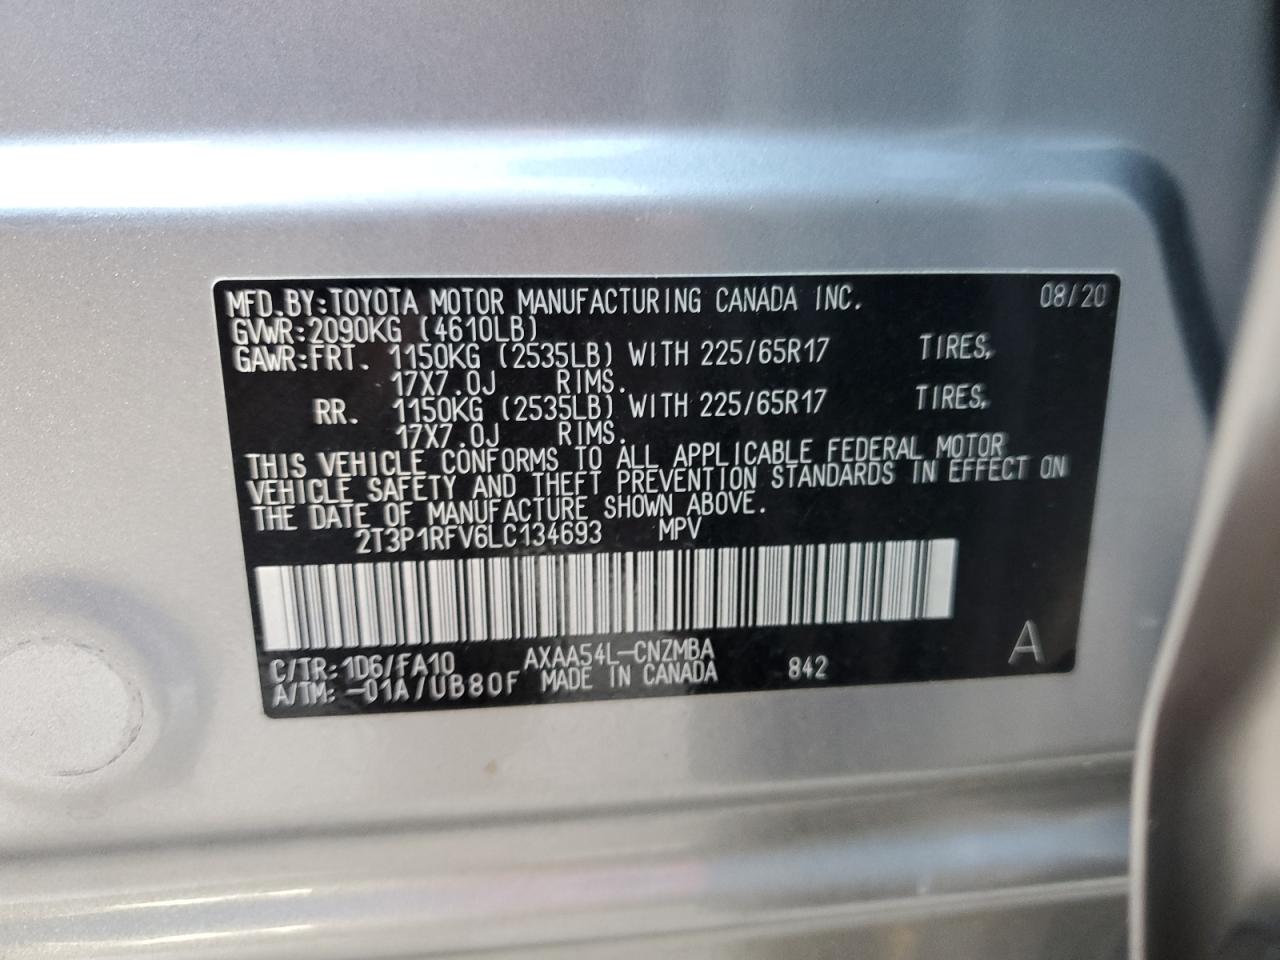 MFD.BY:TOYOTA MOTOR MANUFACTURING CANADA INC. 08/20
GVWR:2090KG (4610LB)
GAWR:FRT. 1150KG (2535LB) WITH 225/65R17 TIRES,
17X7.0J RIMS.
RR. 1150KG (2535LB) WITH 225/65R17 TIRES,
17X7.0J RIMS.
THIS VEHICLE CONFORMS TO ALL APPLICABLE FEDERAL MOTOR
VEHICLE SAFETY AND THEFT PREVENTION STANDARDS IN EFFECT ON
THE DATE OF MANUFACTURE SHOWN ABOVE.
2T3P1RFV6LC134693 MPV
C/TR:1D6/FA10 AXAA54L-CNZMBA 842 A
A/TM:-01A/UB80F MADE IN CANADA